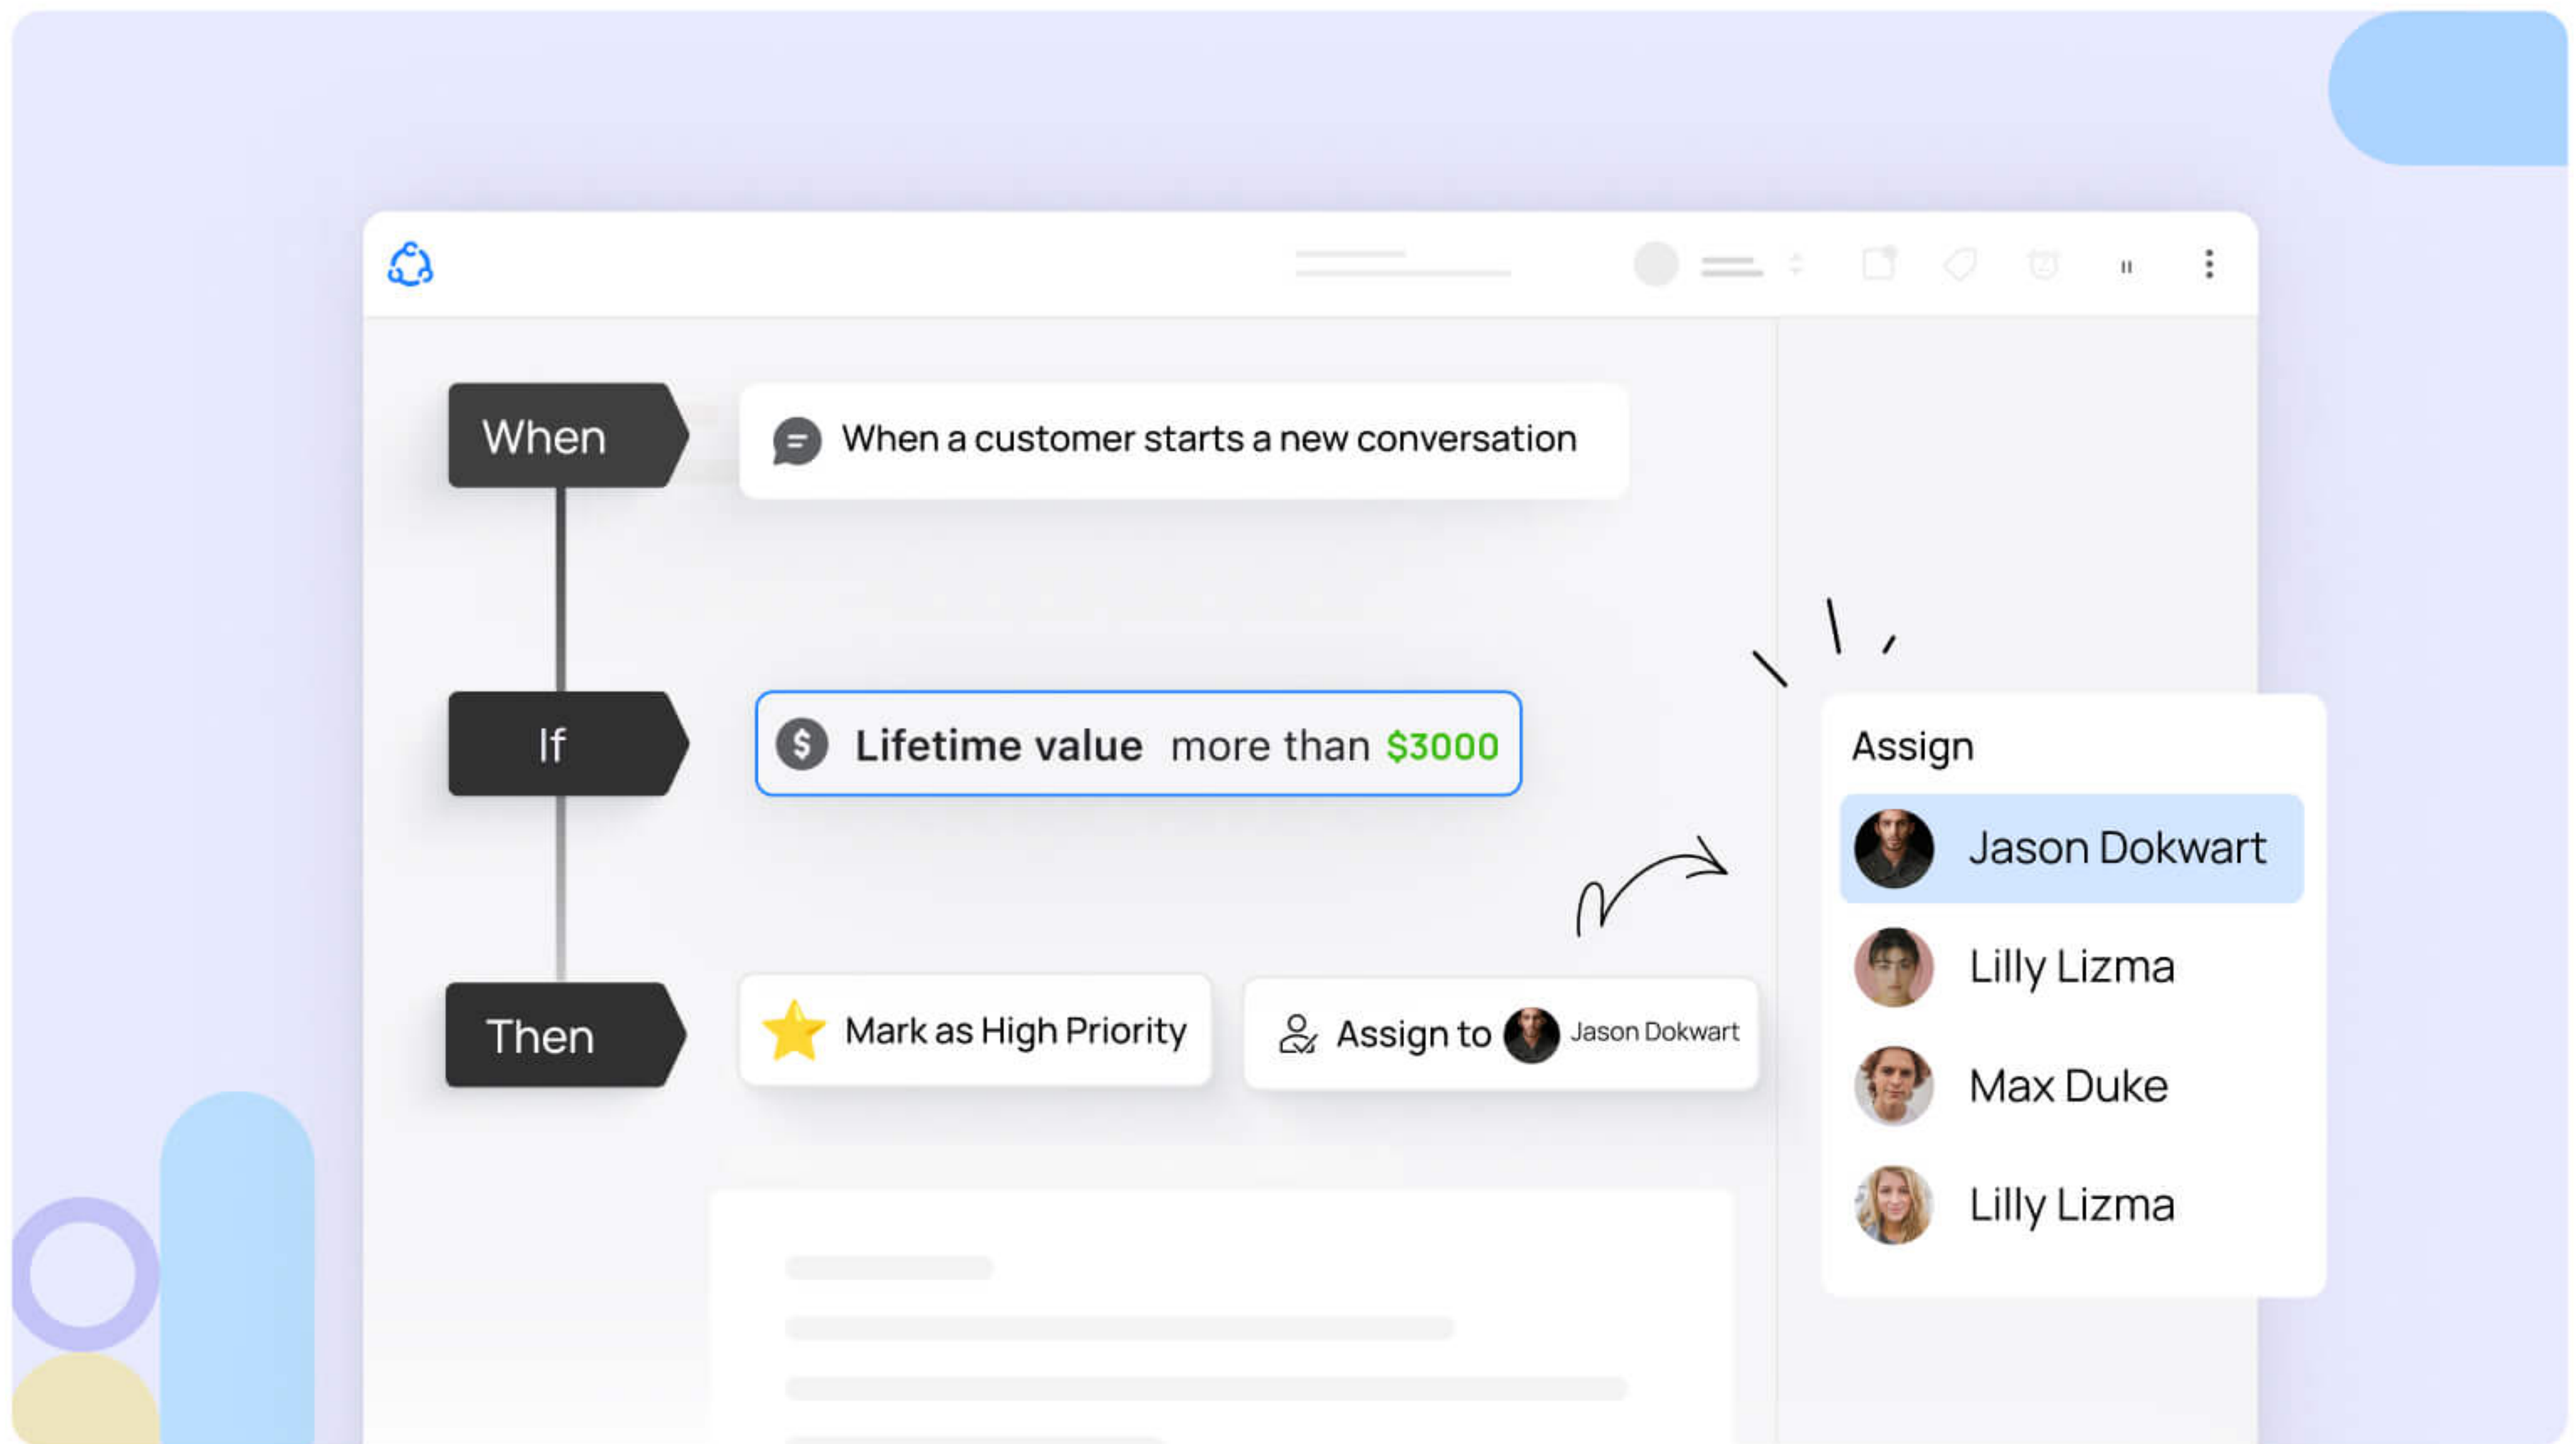 When
When a customer starts a new conversation
If
Lifetime value more than $3000
Then
Mark as High Priority
Assign to Jason Dokwart
Assign
Jason Dokwart
Lilly Lizma
Max Duke
Lilly Lizma